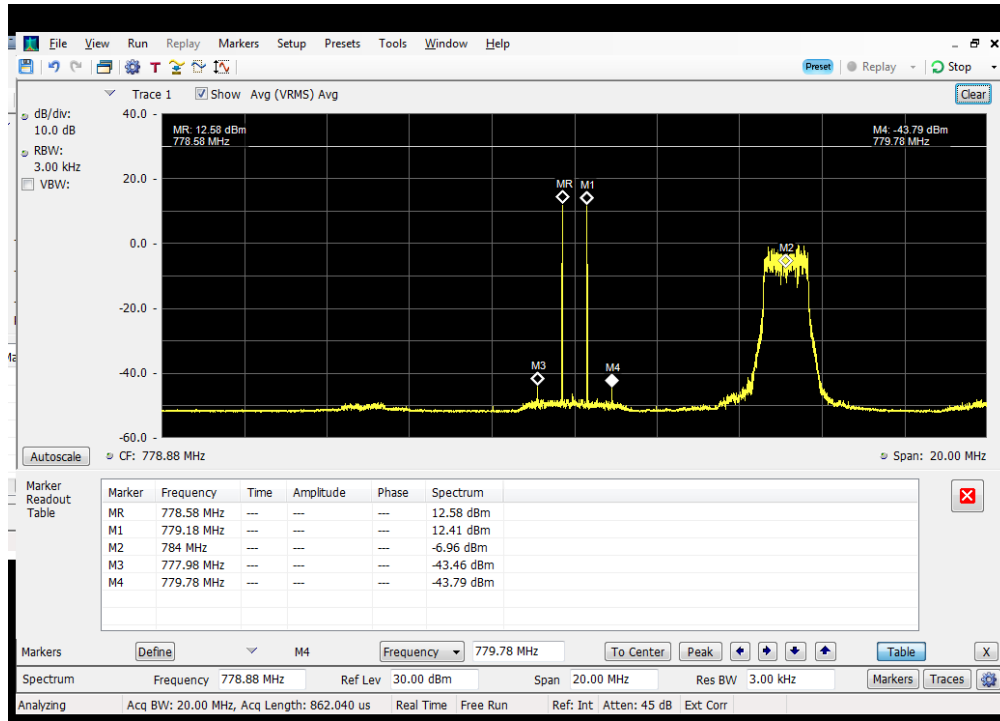 File View Run Replay Markers Setup Presets Tools Window Help
T Preset Replay Stop
Trace 1 Show Avg (VRMS) Avg Clear
dB/div:
10.0 dB
RBW:
3.00 kHz
VBW:
40.0
20.0
0.0
-20.0
-40.0
-60.0
MR: 12.58 dBm
778.58 MHz
M4: -43.79 dBm
779.78 MHz
MR M1
M2
M3 M4
Autoscale CF: 778.88 MHz Span: 20.00 MHz
Marker
Readout
Table
Marker Frequency Time Amplitude Phase Spectrum
MR 778.58 MHz --- --- --- 12.58 dBm
M1 779.18 MHz --- --- --- 12.41 dBm
M2 784 MHz --- --- --- -6.96 dBm
M3 777.98 MHz --- --- --- -43.46 dBm
M4 779.78 MHz --- --- --- -43.79 dBm
Markers Define M4 Frequency 779.78 MHz To Center Peak Table X
Spectrum Frequency 778.88 MHz Ref Lev 30.00 dBm Span 20.00 MHz Res BW 3.00 kHz Markers Traces
Analyzing Acq BW: 20.00 MHz, Acq Length: 862.040 us Real Time Free Run Ref: Int Atten: 45 dB Ext Corr